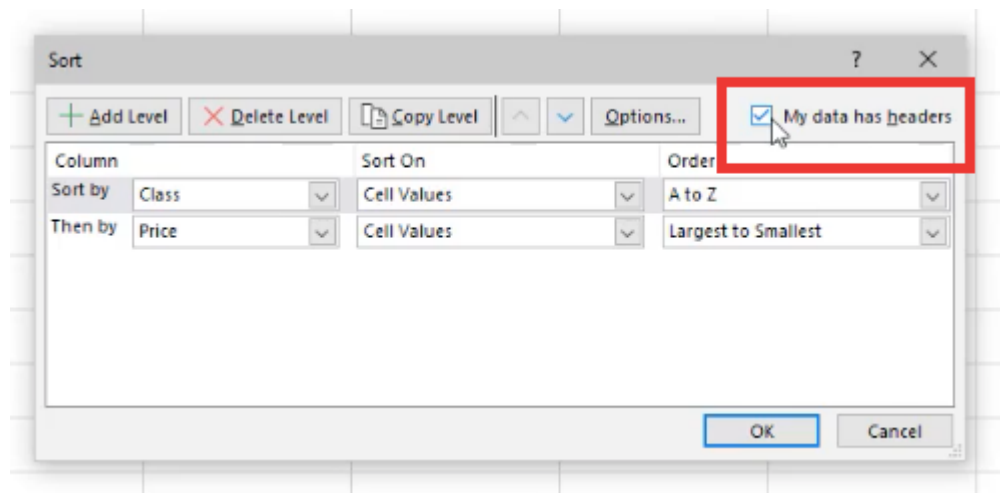 Sort ?
Add Level Delete Level Copy Level Options... My data has headers
Column Sort On Order
Sort by Class Cell Values A to Z
Then by Price Cell Values Largest to Smallest
OK Cancel